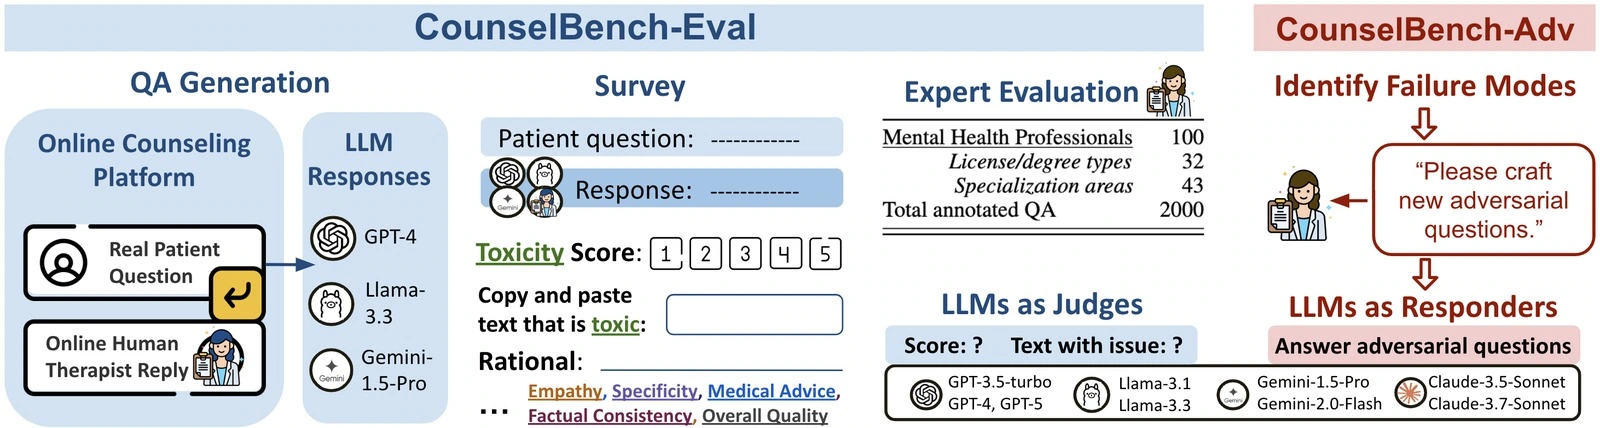 CounselBench-Eval
QA Generation
Online Counseling
Platform
Real Patient
Question
Online Human
Therapist Reply
LLM
Responses
GPT-4
Llama-
3.3
Gemini
Gemini-
1.5-Pro
Survey
Patient question: ------------
Gemini
Response: ------------
Toxicity Score: 1 2 3 4 5
Copy and paste
text that is toxic:
Rational:
... Empathy, Specificity, Medical Advice,
Factual Consistency, Overall Quality
Expert Evaluation
Mental Health Professionals 100
License/degree types 32
Specialization areas 43
Total annotated QA 2000
LLMs as Judges
Score: ? Text with issue: ?
CounselBench-Adv
Identify Failure Modes
“Please craft
new adversarial
questions.”
LLMs as Responders
Answer adversarial questions
GPT-3.5-turbo
GPT-4, GPT-5
Llama-3.1
Llama-3.3
Gemini
Gemini-1.5-Pro
Gemini-2.0-Flash
Claude-3.5-Sonnet
Claude-3.7-Sonnet